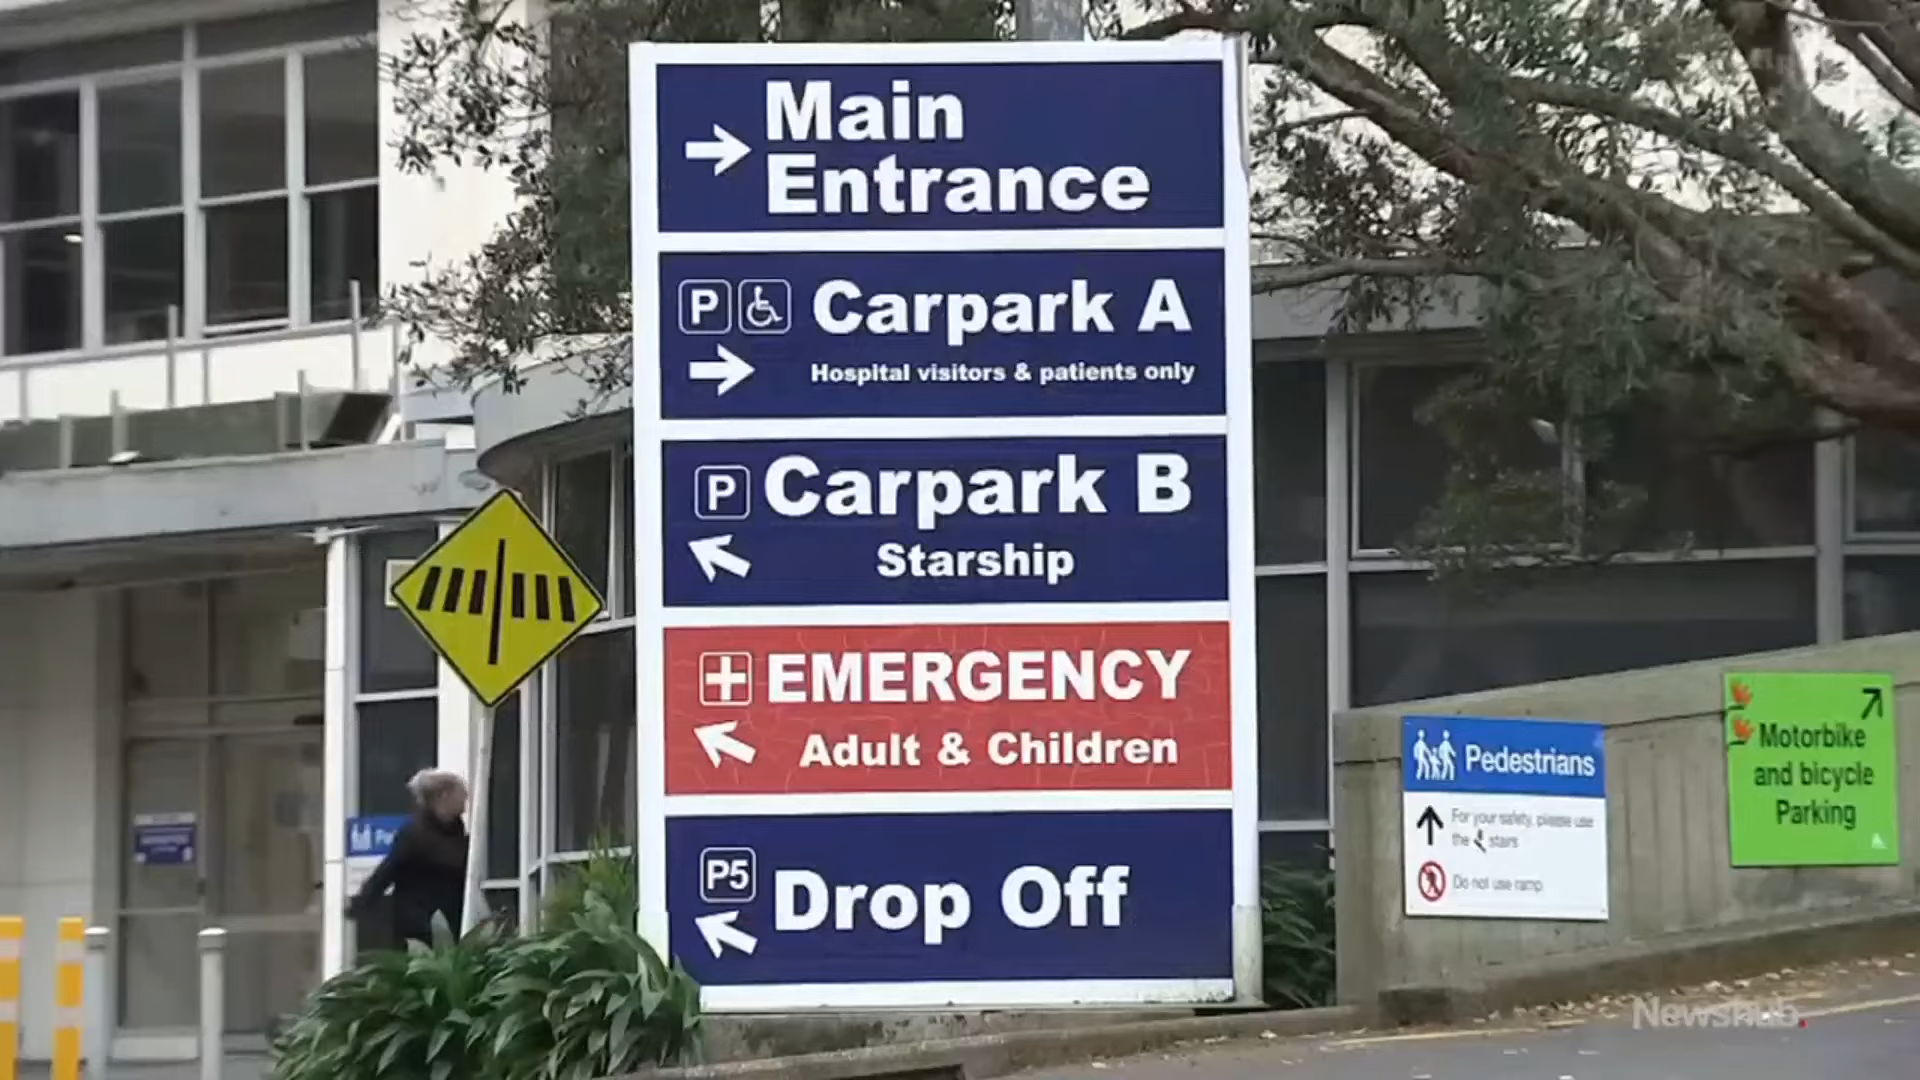 Main
Entrance
P
Carpark A
Hospital visitors & patients only
P
Carpark B
Starship
EMERGENCY
Adult & Children
P5
Drop Off
Pedestrians
For your safety, please use
the stairs
Do not use ramp
Motorbike
and bicycle
Parking
Newshub.